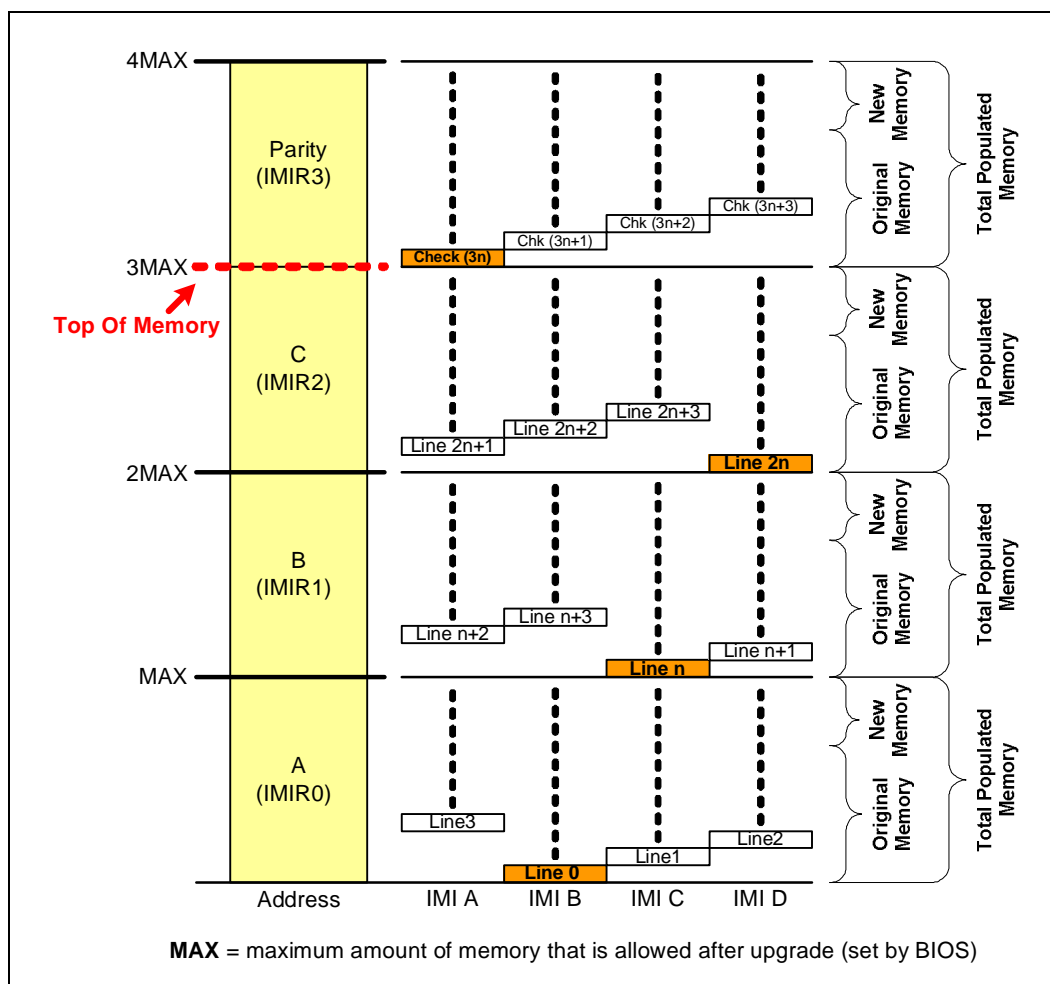 4MAX
Parity
(IMIR3)
Chk (3n+3)
Chk (3n+2)
Chk (3n+1)
Check (3n)
New
Memory
Original
Memory
Total Populated
Memory
3MAX
Top Of Memory
C
(IMIR2)
Line 2n+3
Line 2n+2
Line 2n+1
Line 2n
New
Memory
Original
Memory
Total Populated
Memory
2MAX
B
(IMIR1)
Line n+3
Line n+2
Line n+1
Line n
New
Memory
Original
Memory
Total Populated
Memory
MAX
A
(IMIR0)
Line3
Line2
Line1
Line 0
New
Memory
Original
Memory
Total Populated
Memory
Address IMI A IMI B IMI C IMI D
MAX = maximum amount of memory that is allowed after upgrade (set by BIOS)